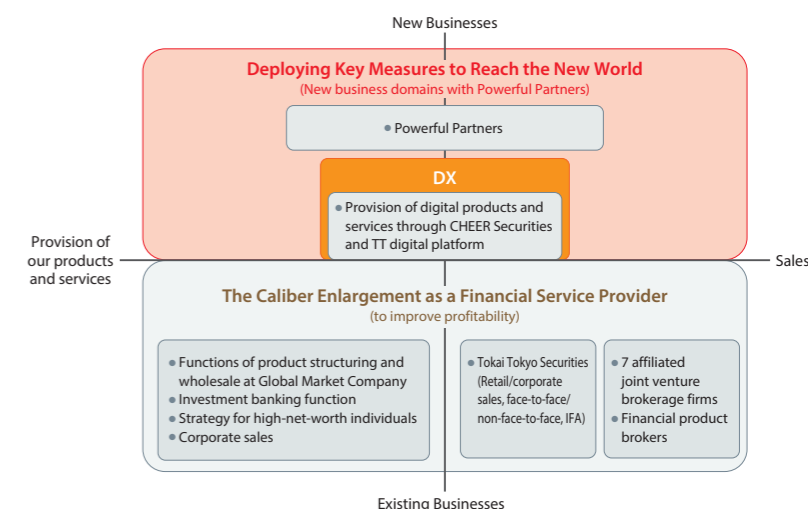 New Businesses
Deploying Key Measures to Reach the New World
(New business domains with Powerful Partners)
● Powerful Partners
DX
● Provision of digital products and
services through CHEER Securities
and TT digital platform
Provision of
our products
and services
Sales
The Caliber Enlargement as a Financial Service Provider
(to improve profitability)
● Functions of product structuring and
wholesale at Global Market Company
● Investment banking function
● Strategy for high-net-worth individuals
● Corporate sales
● Tokai Tokyo Securities
(Retail/corporate
sales, face-to-face/
non-face-to-face, IFA)
● 7 affiliated
joint venture
brokerage firms
● Financial product
brokers
Existing Businesses